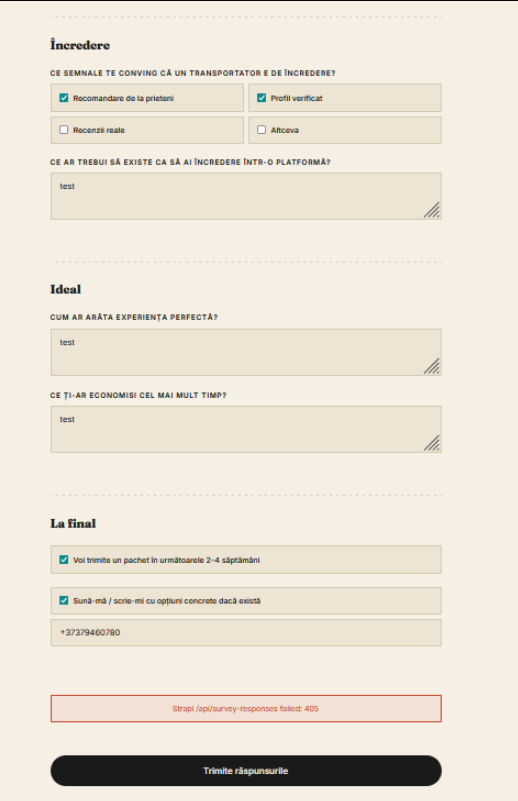 Încredere
CE SEMNALE TE CONVING CĂ UN TRANSPORTATOR E DE ÎNCREDERE?
Recomandare de la prieteni
Profil verificat
Recenzii reale
Altceva
CE AR TREBUI SĂ EXISTE CA SĂ AI ÎNCREDERE ÎNTR-O PLATFORMĂ?
test
Ideal
CUM AR ARĂTA EXPERIENȚA PERFECTĂ?
test
CE ȚI-AR ECONOMISI CEL MAI MULT TIMP?
test
La final
Voi trimite un pachet în următoarele 2–4 săptămâni
Sună-mă / scrie-mi cu opțiuni concrete dacă există
+37379460780
Strapi /api/survey-responses failed: 405
Trimite răspunsurile